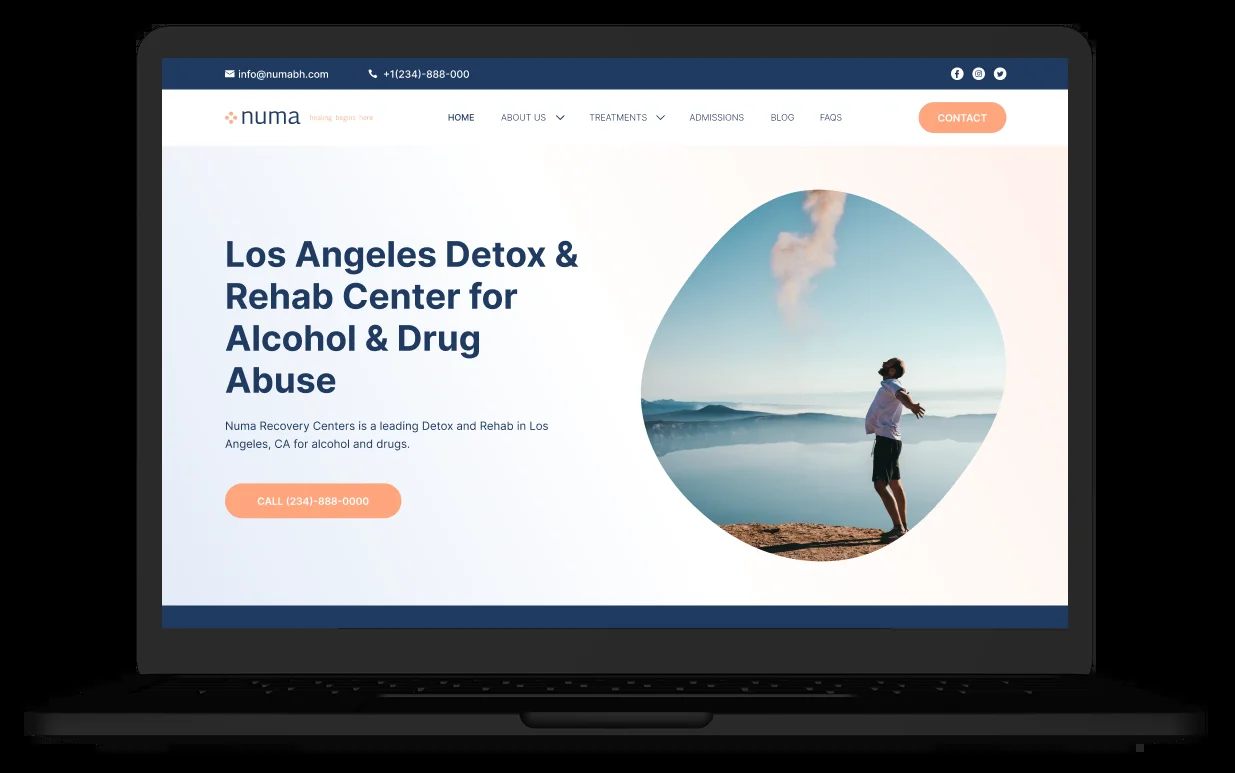 info@numabh.com +1(234)-888-000
numa healing begins here
HOME ABOUT US TREATMENTS ADMISSIONS BLOG FAQS CONTACT
Los Angeles Detox &
Rehab Center for
Alcohol & Drug
Abuse
Numa Recovery Centers is a leading Detox and Rehab in Los
Angeles, CA for alcohol and drugs.
CALL (234)-888-0000